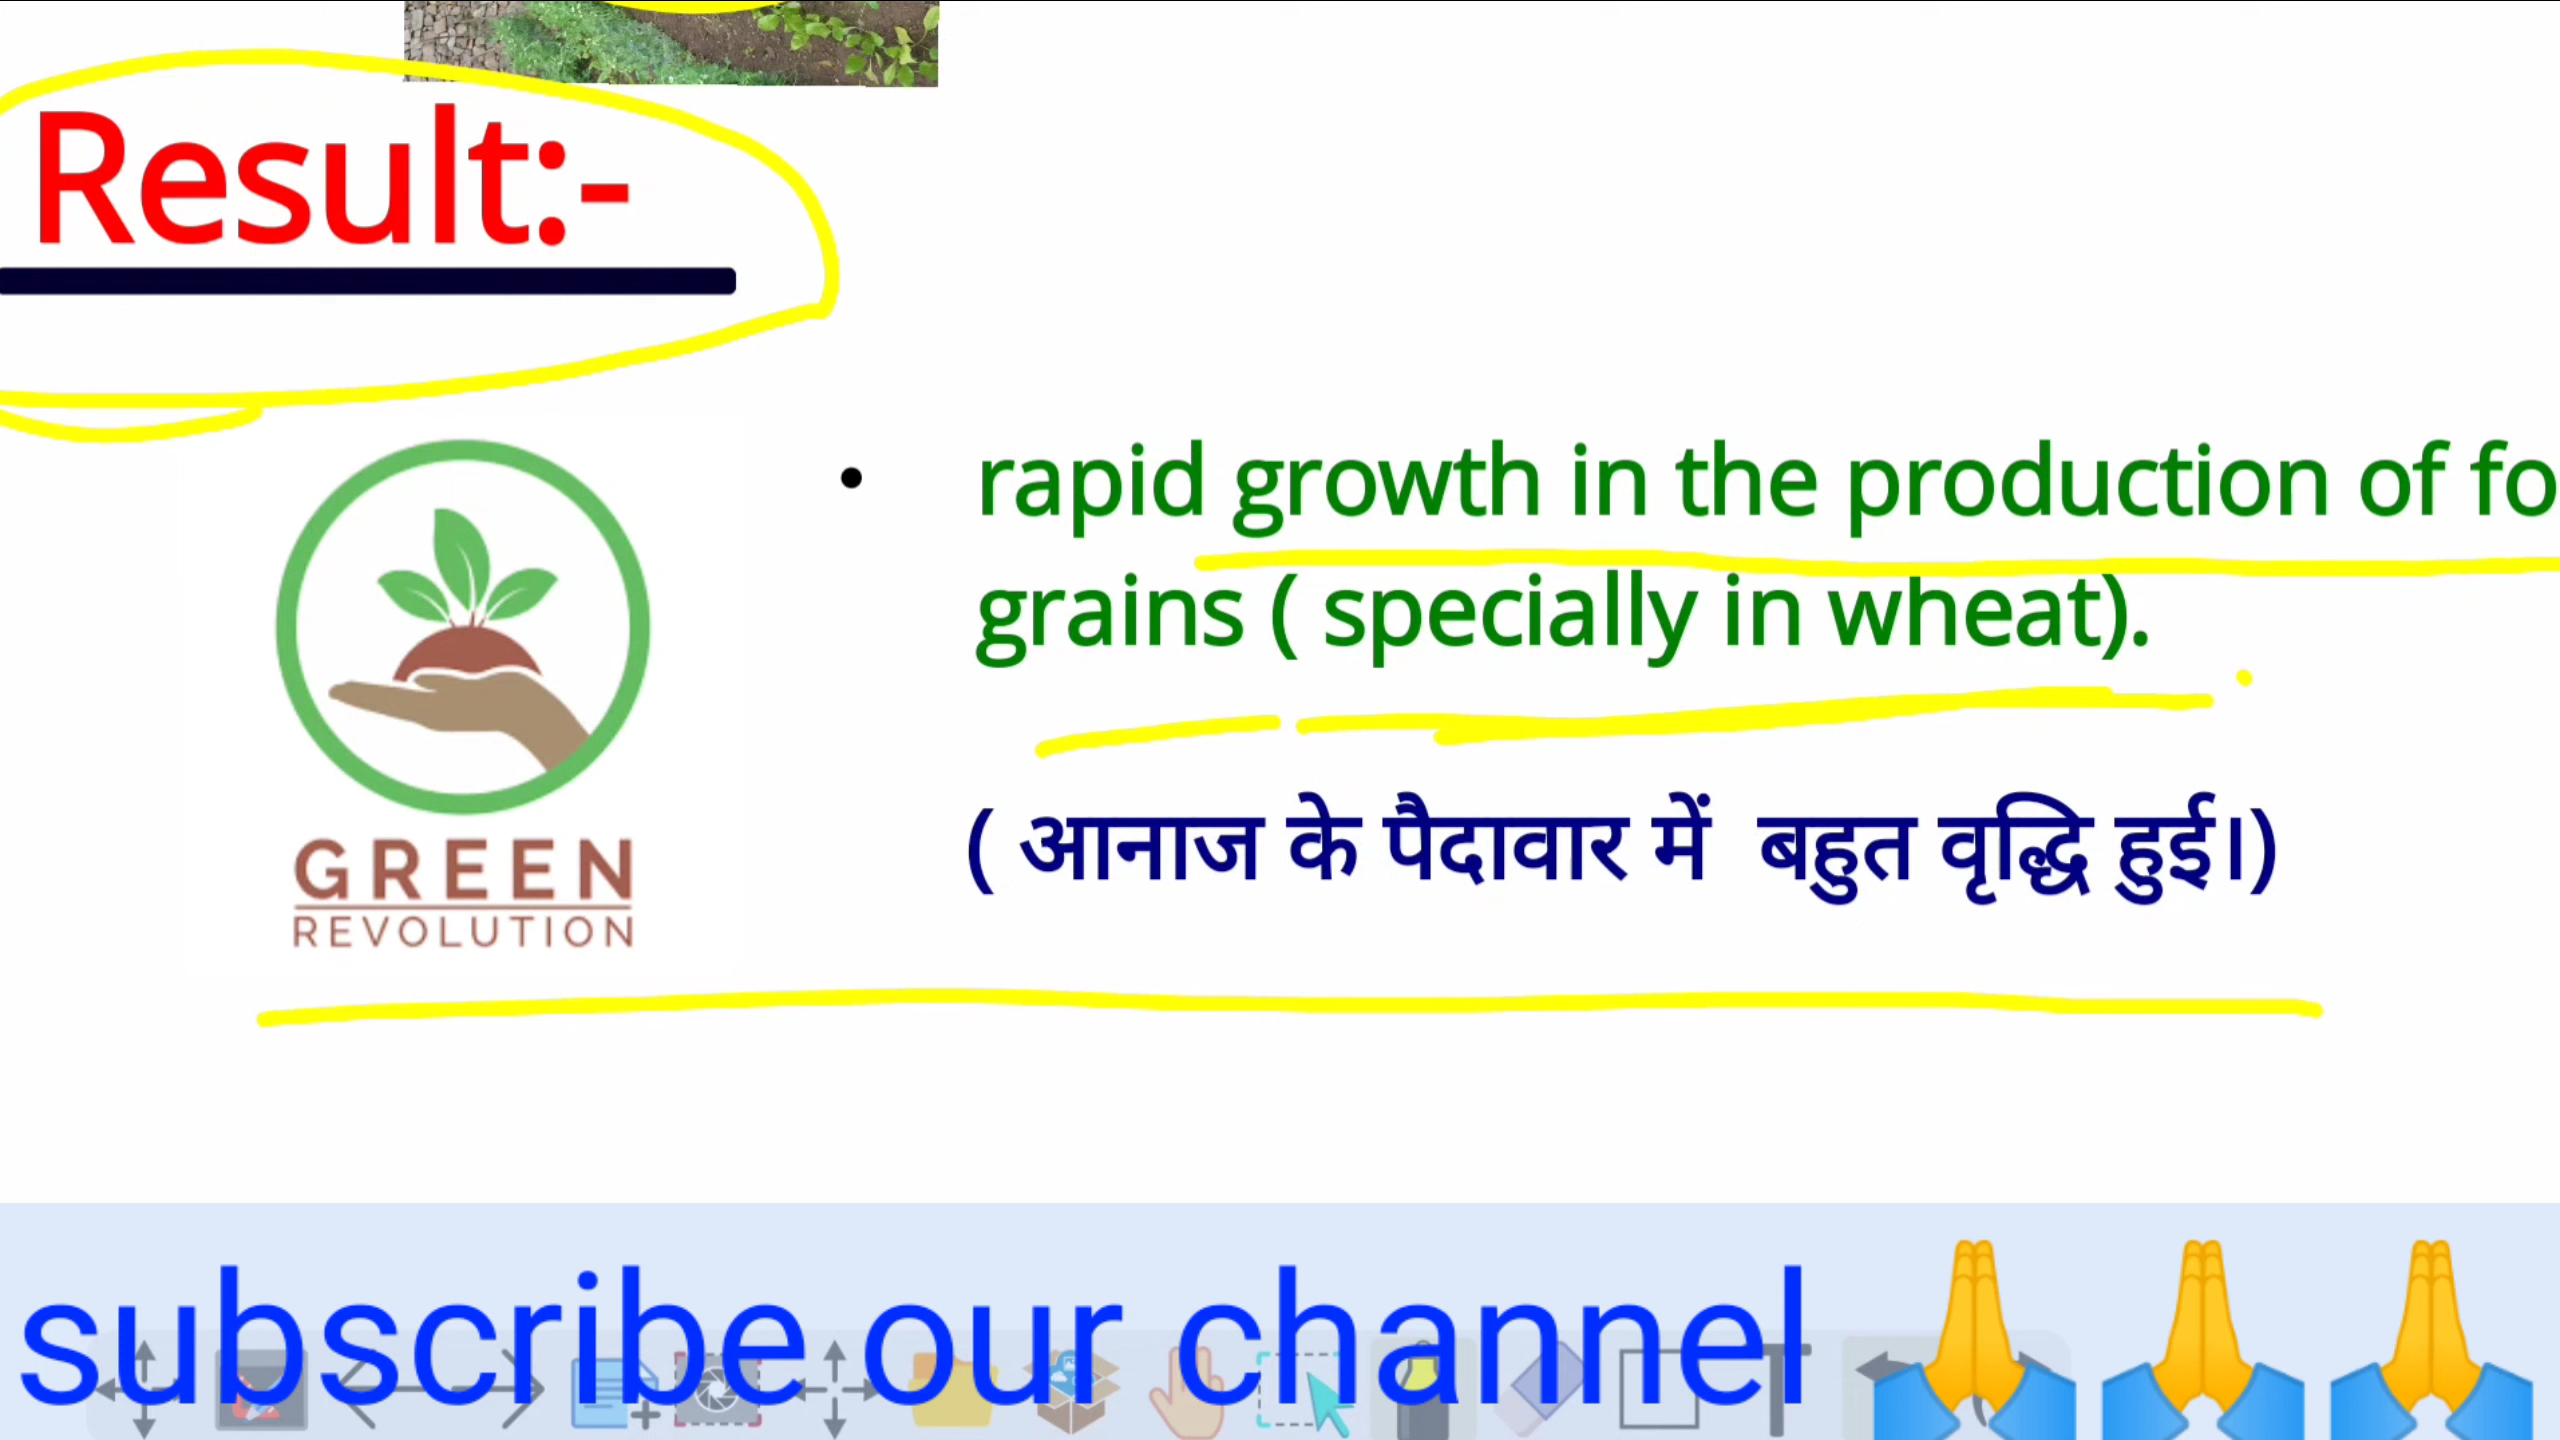 Result:-
• rapid growth in the production of fo
grains ( specially in wheat).
( आनाज के पैदावार में बहुत वृद्धि हुई।)
GREEN
REVOLUTION
subscribe our channel 🙏🙏🙏